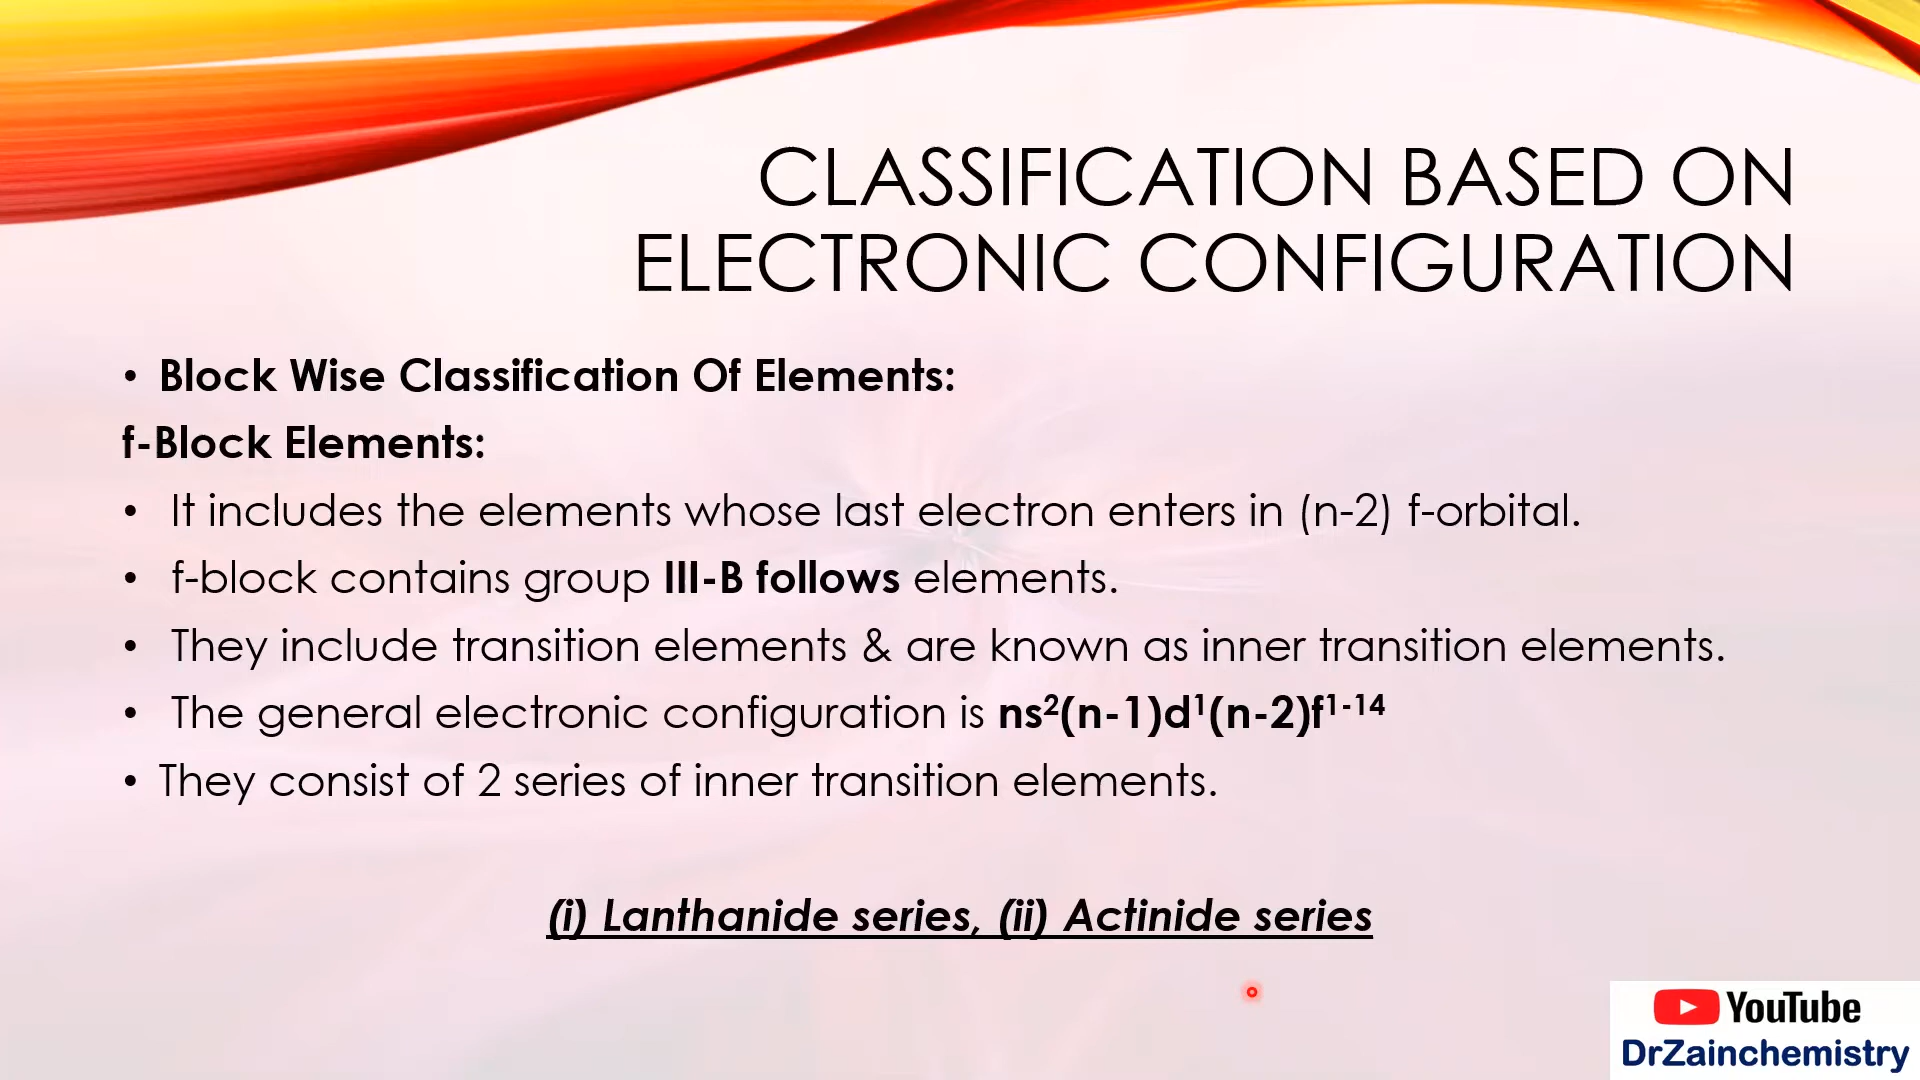 CLASSIFICATION BASED ON
ELECTRONIC CONFIGURATION
• Block Wise Classification Of Elements:
f-Block Elements:
• It includes the elements whose last electron enters in (n-2) f-orbital.
• f-block contains group III-B follows elements.
• They include transition elements & are known as inner transition elements.
• The general electronic configuration is ns²(n-1)d¹(n-2)f¹⁻¹⁴
• They consist of 2 series of inner transition elements.
(i) Lanthanide series, (ii) Actinide series
YouTube
DrZainchemistry